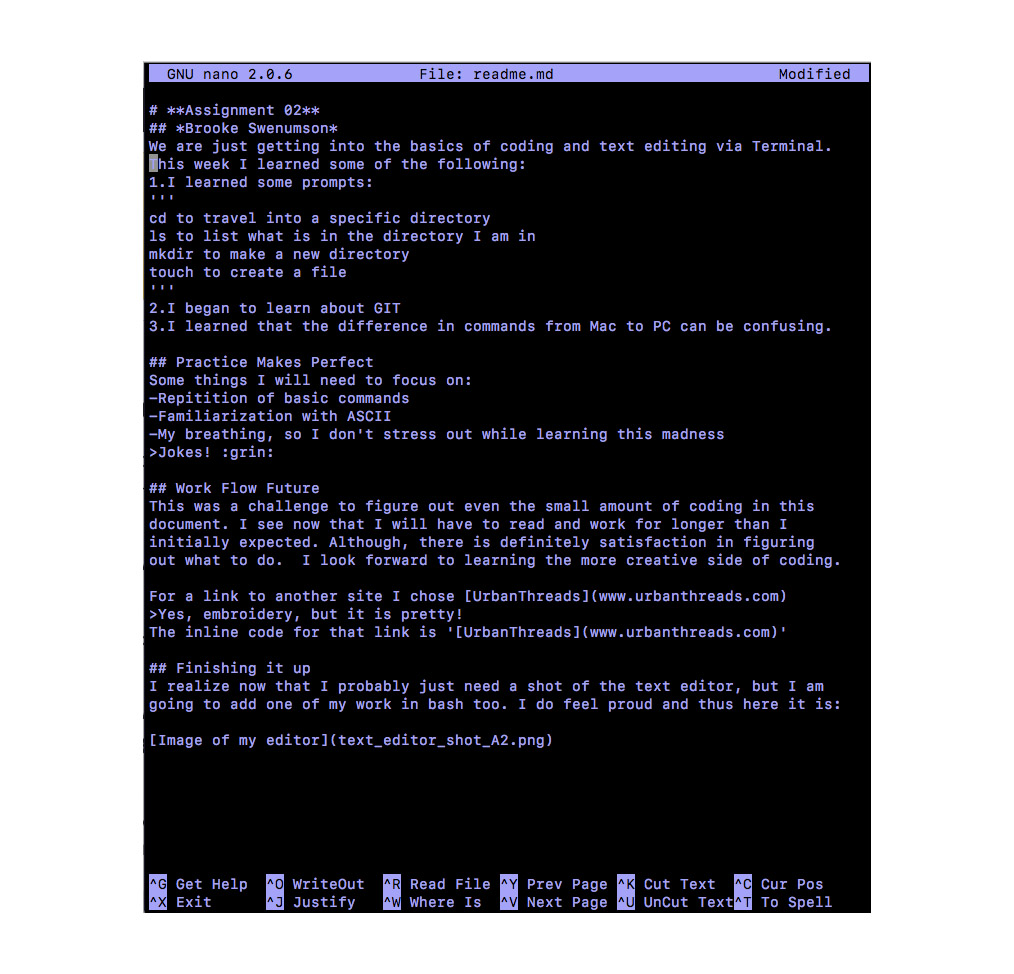 GNU nano 2.0.6 File: readme.md Modified
# **Assignment 02**
## *Brooke Swenumson*
We are just getting into the basics of coding and text editing via Terminal.
This week I learned some of the following:
1.I learned some prompts:
'''
cd to travel into a specific directory
ls to list what is in the directory I am in
mkdir to make a new directory
touch to create a file
'''
2.I began to learn about GIT
3.I learned that the difference in commands from Mac to PC can be confusing.
## Practice Makes Perfect
Some things I will need to focus on:
-Repitition of basic commands
-Familiarization with ASCII
-My breathing, so I don't stress out while learning this madness
>Jokes! :grin:
## Work Flow Future
This was a challenge to figure out even the small amount of coding in this
document. I see now that I will have to read and work for longer than I
initially expected. Although, there is definitely satisfaction in figuring
out what to do.  I look forward to learning the more creative side of coding.
For a link to another site I chose [UrbanThreads](www.urbanthreads.com)
>Yes, embroidery, but it is pretty!
The inline code for that link is '[UrbanThreads](www.urbanthreads.com)'
## Finishing it up
I realize now that I probably just need a shot of the text editor, but I am
going to add one of my work in bash too. I do feel proud and thus here it is:
[Image of my editor](text_editor_shot_A2.png)
^G Get Help ^O WriteOut ^R Read File ^Y Prev Page ^K Cut Text ^C Cur Pos
^X Exit ^J Justify ^W Where Is ^V Next Page ^U UnCut Text ^T To Spell